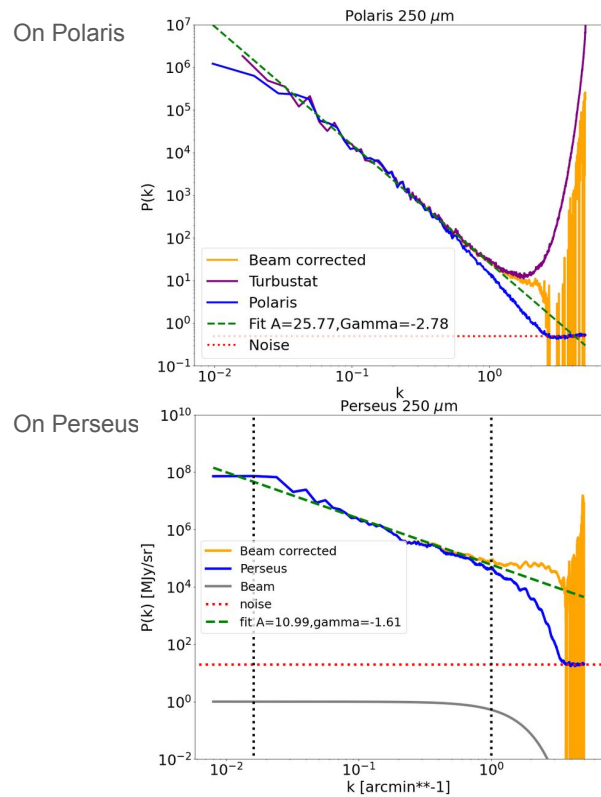 On Polaris
Polaris 250 μm
P(k)
10^7
10^6
10^5
10^4
10^3
10^2
10^1
10^0
10^−1
Beam corrected
Turbustat
Polaris
Fit A=25.77,Gamma=-2.78
Noise
10^−2
10^−1
10^0
k
On Perseus
Perseus 250 μm
P(k) [MJy/sr]
10^10
10^8
10^6
10^4
10^2
10^0
10^−2
Beam corrected
Perseus
Beam
noise
fit A=10.99,gamma=-1.61
10^−2
10^−1
10^0
k [arcmin**-1]